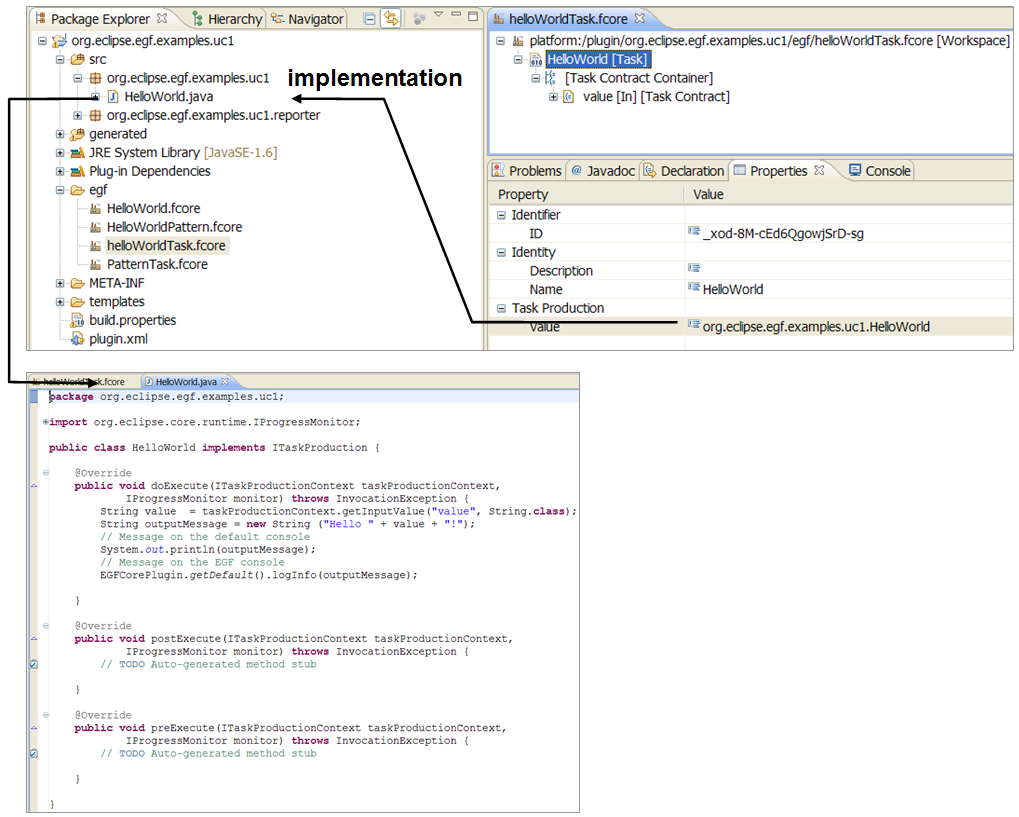 Package Explorer
Hierarchy
Navigator
org.eclipse.egf.examples.uc1
src
org.eclipse.egf.examples.uc1
HelloWorld.java
org.eclipse.egf.examples.uc1.reporter
generated
JRE System Library [JavaSE-1.6]
Plug-in Dependencies
egf
HelloWorld.fcore
HelloWorldPattern.fcore
helloWorldTask.fcore
PatternTask.fcore
META-INF
templates
build.properties
plugin.xml
implementation
helloWorldTask.fcore
platform:/plugin/org.eclipse.egf.examples.uc1/egf/helloWorldTask.fcore [Workspace]
HelloWorld [Task]
[Task Contract Container]
value [In] [Task Contract]
Problems
@ Javadoc
Declaration
Properties
Console
Property Value
Identifier
ID _xod-8M-cEd6QgowjSrD-sg
Identity
Description
Name HelloWorld
Task Production
Value org.eclipse.egf.examples.uc1.HelloWorld
helloWorldTask.fcore
HelloWorld.java
package org.eclipse.egf.examples.uc1;
import org.eclipse.core.runtime.IProgressMonitor;
public class HelloWorld implements ITaskProduction {
@Override
public void doExecute(ITaskProductionContext taskProductionContext,
IProgressMonitor monitor) throws InvocationException {
String value  = taskProductionContext.getInputValue("value", String.class);
String outputMessage = new String ("Hello " + value + "!");
// Message on the default console
System.out.println(outputMessage);
// Message on the EGF console
EGFCorePlugin.getDefault().logInfo(outputMessage);
}
@Override
public void postExecute(ITaskProductionContext taskProductionContext,
IProgressMonitor monitor) throws InvocationException {
// TODO Auto-generated method stub
}
@Override
public void preExecute(ITaskProductionContext taskProductionContext,
IProgressMonitor monitor) throws InvocationException {
// TODO Auto-generated method stub
}
}